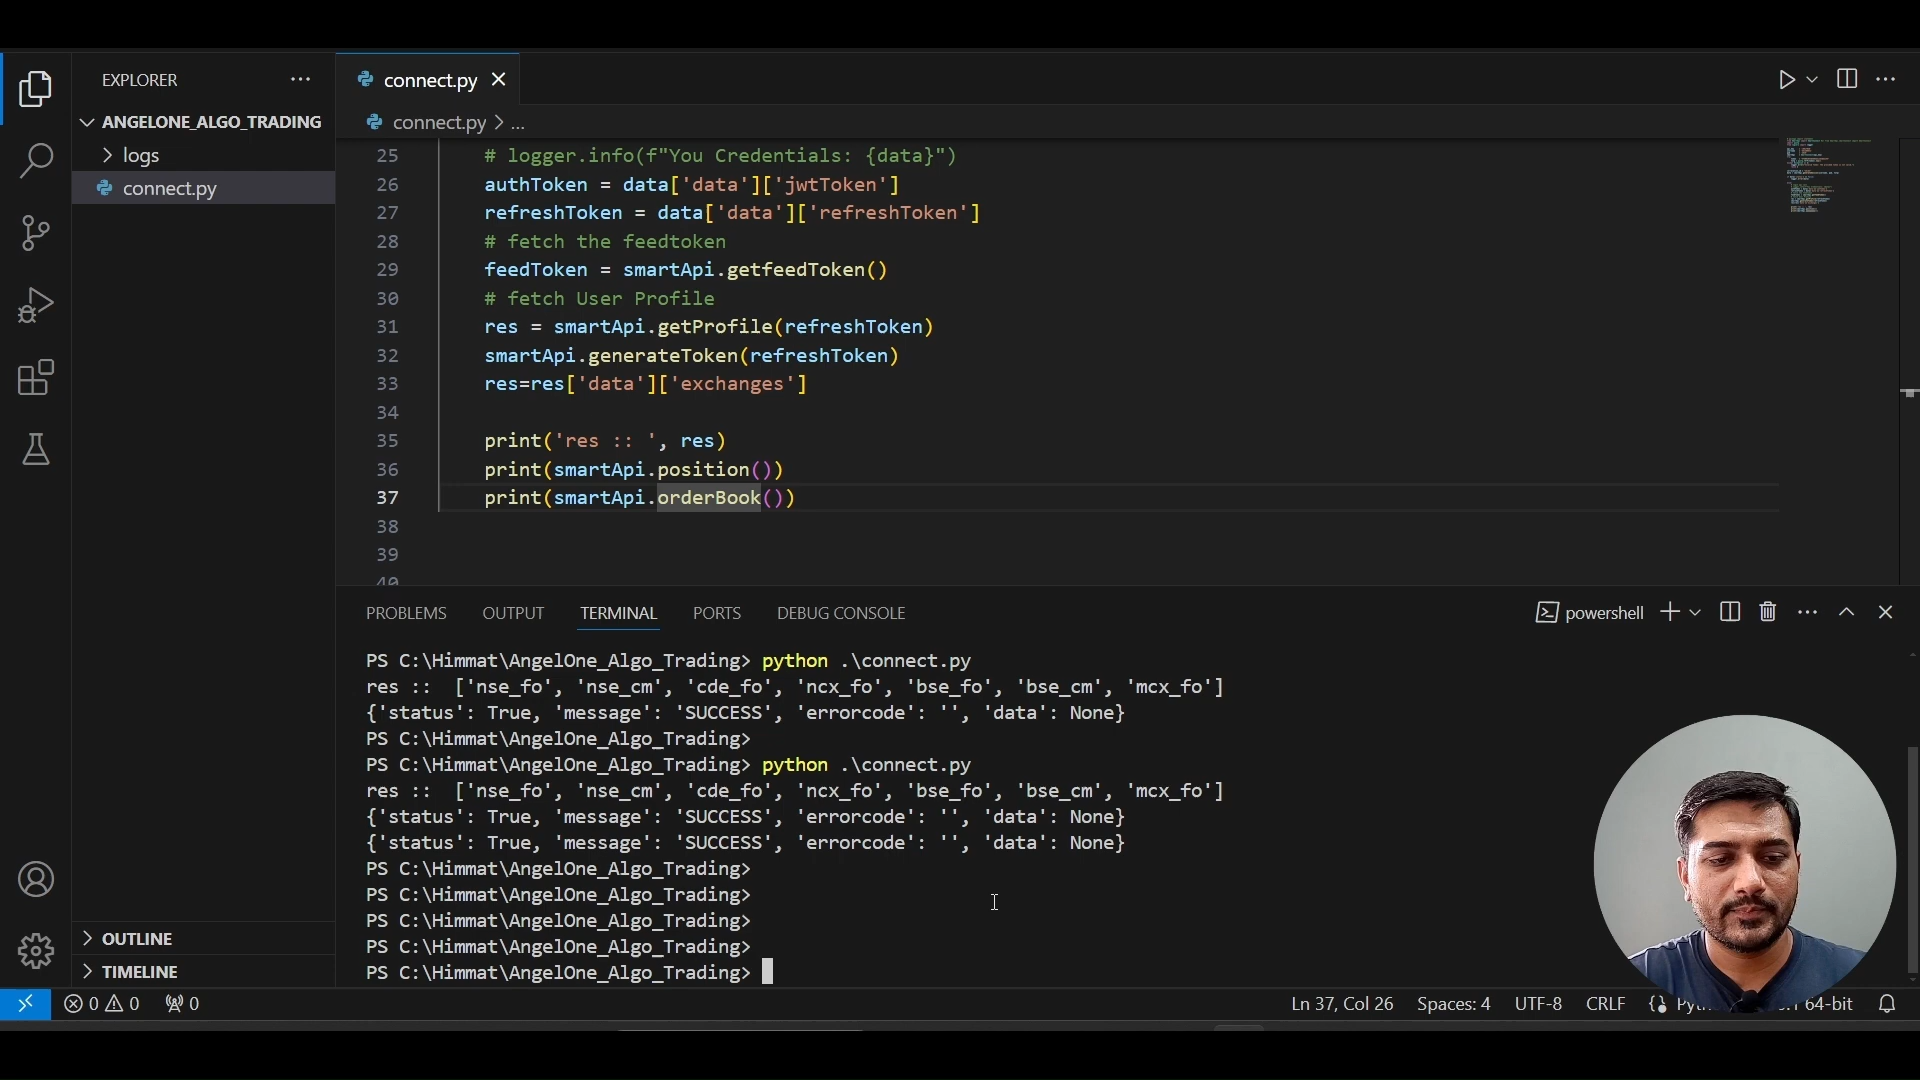 EXPLORER
ANGELONE_ALGO_TRADING
logs
connect.py
OUTLINE
TIMELINE
connect.py
connect.py > ...
25 # logger.info(f"You Credentials: {data}")
26 authToken = data['data']['jwtToken']
27 refreshToken = data['data']['refreshToken']
28 # fetch the feedtoken
29 feedToken = smartApi.getfeedToken()
30 # fetch User Profile
31 res = smartApi.getProfile(refreshToken)
32 smartApi.generateToken(refreshToken)
33 res=res['data']['exchanges']
34
35 print('res :: ', res)
36 print(smartApi.position())
37 print(smartApi.orderBook())
38
39
40
PROBLEMS OUTPUT TERMINAL PORTS DEBUG CONSOLE powershell
PS C:\Himmat\AngelOne_Algo_Trading> python .\connect.py
res ::  ['nse_fo', 'nse_cm', 'cde_fo', 'ncx_fo', 'bse_fo', 'bse_cm', 'mcx_fo']
{'status': True, 'message': 'SUCCESS', 'errorcode': '', 'data': None}
PS C:\Himmat\AngelOne_Algo_Trading>
PS C:\Himmat\AngelOne_Algo_Trading> python .\connect.py
res ::  ['nse_fo', 'nse_cm', 'cde_fo', 'ncx_fo', 'bse_fo', 'bse_cm', 'mcx_fo']
{'status': True, 'message': 'SUCCESS', 'errorcode': '', 'data': None}
{'status': True, 'message': 'SUCCESS', 'errorcode': '', 'data': None}
PS C:\Himmat\AngelOne_Algo_Trading>
PS C:\Himmat\AngelOne_Algo_Trading>
PS C:\Himmat\AngelOne_Algo_Trading>
PS C:\Himmat\AngelOne_Algo_Trading>
PS C:\Himmat\AngelOne_Algo_Trading>
0 0 0 Ln 37, Col 26 Spaces: 4 UTF-8 CRLF 64-bit